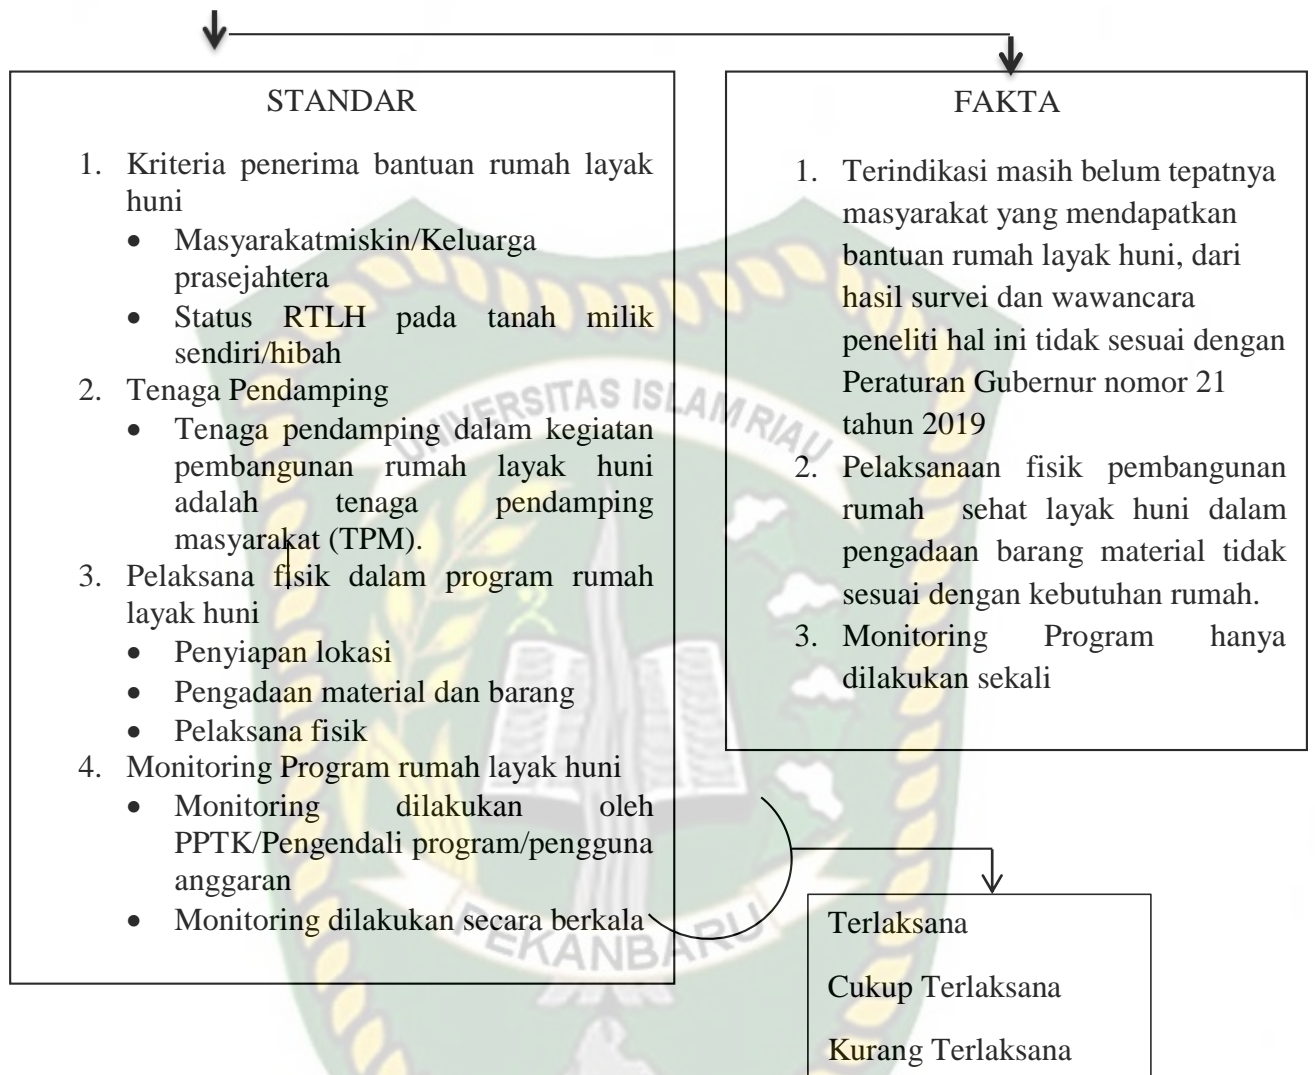 STANDAR
1. Kriteria penerima bantuan rumah layak
huni
• Masyarakatmiskin/Keluarga
prasejahtera
• Status RTLH pada tanah milik
sendiri/hibah
2. Tenaga Pendamping
• Tenaga pendamping dalam kegiatan
pembangunan rumah layak huni
adalah tenaga pendamping
masyarakat (TPM).
3. Pelaksana fisik dalam program rumah
layak huni
• Penyiapan lokasi
• Pengadaan material dan barang
• Pelaksana fisik
4. Monitoring Program rumah layak huni
• Monitoring dilakukan oleh
PPTK/Pengendali program/pengguna
anggaran
• Monitoring dilakukan secara berkala
FAKTA
1. Terindikasi masih belum tepatnya
masyarakat yang mendapatkan
bantuan rumah layak huni, dari
hasil survei dan wawancara
peneliti hal ini tidak sesuai dengan
Peraturan Gubernur nomor 21
tahun 2019
2. Pelaksanaan fisik pembangunan
rumah sehat layak huni dalam
pengadaan barang material tidak
sesuai dengan kebutuhan rumah.
3. Monitoring Program hanya
dilakukan sekali
Terlaksana
Cukup Terlaksana
Kurang Terlaksana
UNIVERSITAS ISLAM RIAU
PEKANBARU